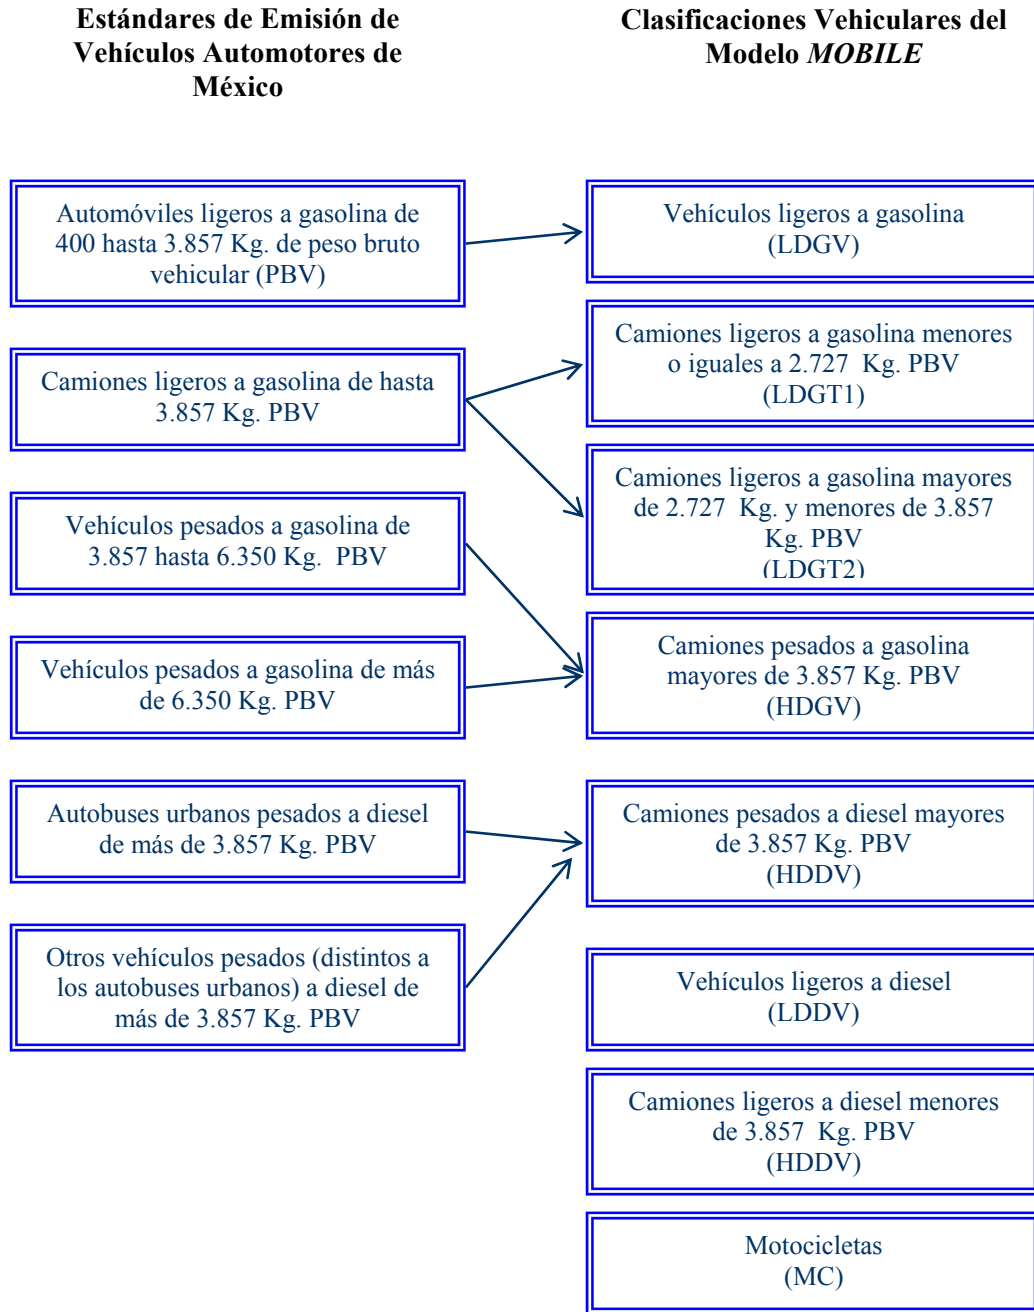 Estándares de Emisión de
Vehículos Automotores de
México
Clasificaciones Vehiculares del
Modelo MOBILE
Automóviles ligeros a gasolina de
400 hasta 3.857 Kg. de peso bruto
vehicular (PBV)
Camiones ligeros a gasolina de hasta
3.857 Kg. PBV
Vehículos pesados a gasolina de
3.857 hasta 6.350 Kg. PBV
Vehículos pesados a gasolina de más
de 6.350 Kg. PBV
Autobuses urbanos pesados a diesel
de más de 3.857 Kg. PBV
Otros vehículos pesados (distintos a
los autobuses urbanos) a diesel de
más de 3.857 Kg. PBV
Vehículos ligeros a gasolina
(LDGV)
Camiones ligeros a gasolina menores
o iguales a 2.727 Kg. PBV
(LDGT1)
Camiones ligeros a gasolina mayores
de 2.727 Kg. y menores de 3.857
Kg. PBV
(LDGT2)
Camiones pesados a gasolina
mayores de 3.857 Kg. PBV
(HDGV)
Camiones pesados a diesel mayores
de 3.857 Kg. PBV
(HDDV)
Vehículos ligeros a diesel
(LDDV)
Camiones ligeros a diesel menores
de 3.857 Kg. PBV
(HDDV)
Motocicletas
(MC)